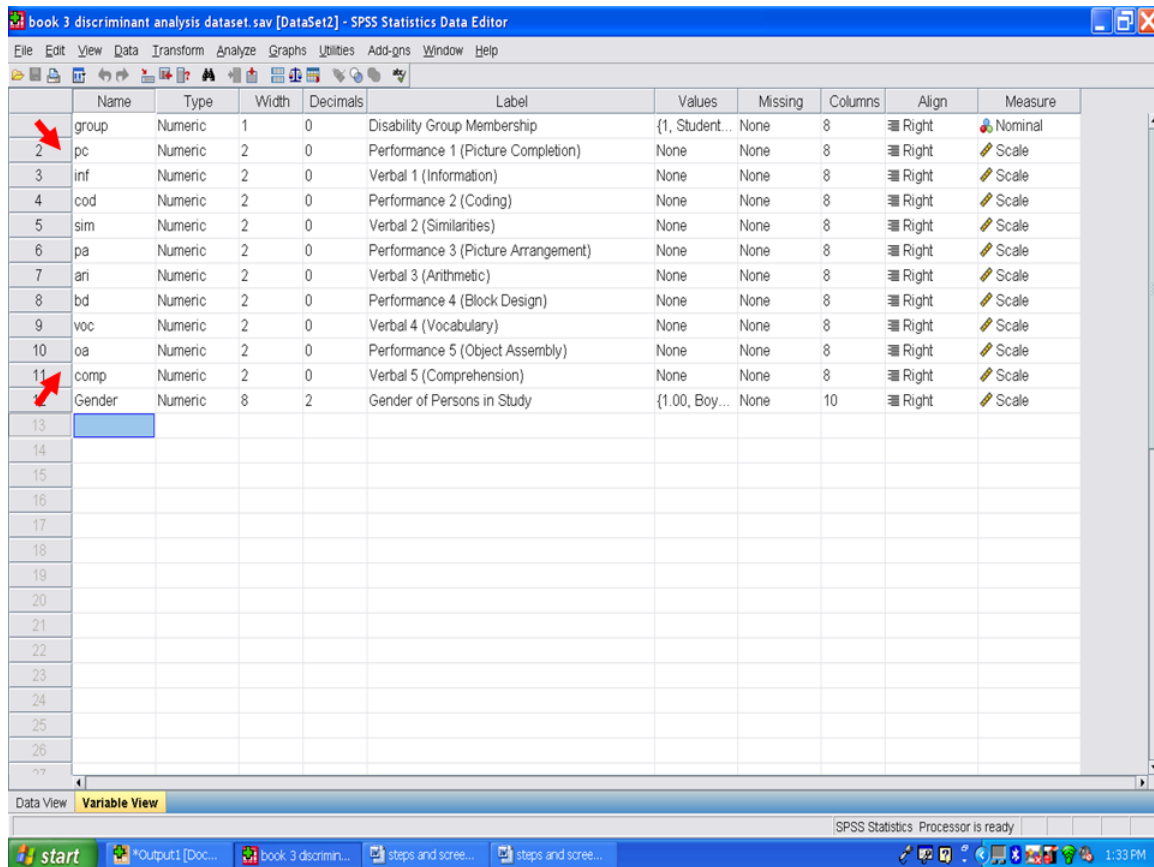 book 3 discriminant analysis dataset.sav [DataSet2] - SPSS Statistics Data Editor
File Edit View Data Transform Analyze Graphs Utilities Add-ons Window Help
Name Type Width Decimals Label Values Missing Columns Align Measure
group Numeric 1 0 Disability Group Membership {1, Student... None 8 Right Nominal
2 pc Numeric 2 0 Performance 1 (Picture Completion) None None 8 Right Scale
3 inf Numeric 2 0 Verbal 1 (Information) None None 8 Right Scale
4 cod Numeric 2 0 Performance 2 (Coding) None None 8 Right Scale
5 sim Numeric 2 0 Verbal 2 (Similarities) None None 8 Right Scale
6 pa Numeric 2 0 Performance 3 (Picture Arrangement) None None 8 Right Scale
7 ari Numeric 2 0 Verbal 3 (Arithmetic) None None 8 Right Scale
8 bd Numeric 2 0 Performance 4 (Block Design) None None 8 Right Scale
9 voc Numeric 2 0 Verbal 4 (Vocabulary) None None 8 Right Scale
10 oa Numeric 2 0 Performance 5 (Object Assembly) None None 8 Right Scale
11 comp Numeric 2 0 Verbal 5 (Comprehension) None None 8 Right Scale
12 Gender Numeric 8 2 Gender of Persons in Study {1.00, Boy... None 10 Right Scale
13
14
15
16
17
18
19
20
21
22
23
24
25
26
27
Data View Variable View
SPSS Statistics Processor is ready
start *Output1 [Doc... book 3 discrimin... steps and scree... steps and scree... 1:33 PM